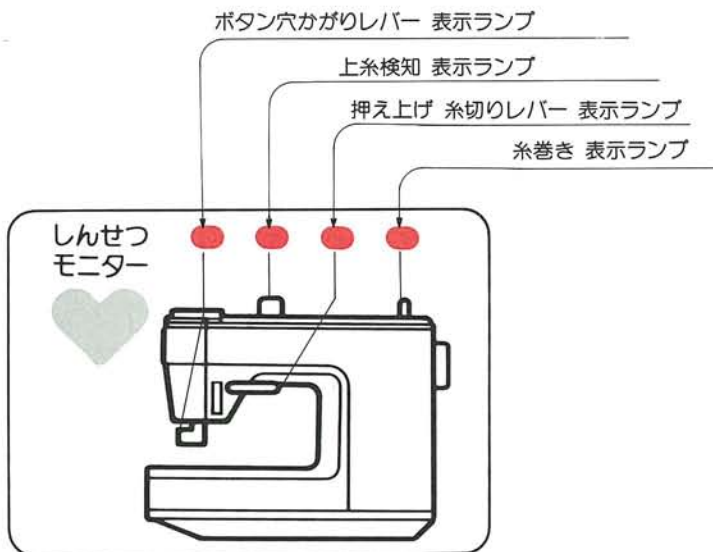 ボタン穴かがりレバー 表示ランプ
上糸検知 表示ランプ
押え上げ 糸切りレバー 表示ランプ
糸巻き 表示ランプ
しんせつ
モニター